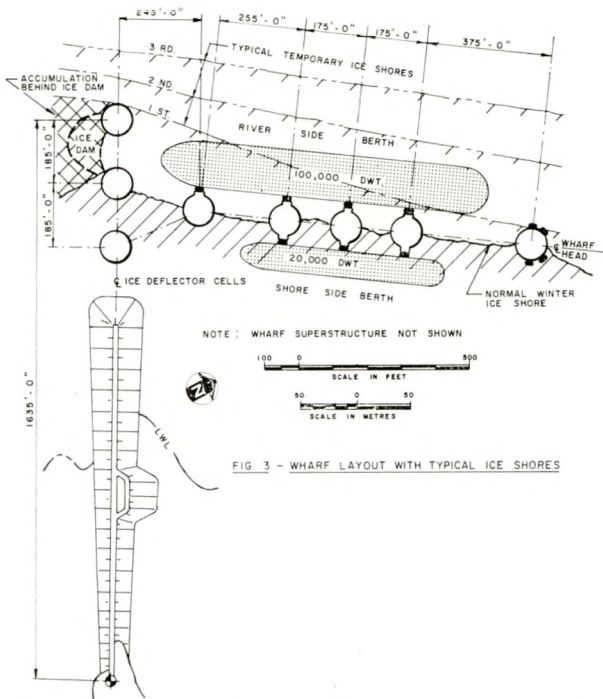 245'-0"
255'-0"
175'-0"
175'-0"
375'-0"
3 RD.
TYPICAL TEMPORARY ICE SHORES
ACCUMULATION
BEHIND ICE DAM
2 ND
1 ST.
RIVER SIDE BERTH
ICE
DAM
185'-0"
100,000 DWT
185'-0"
℄ WHARF
HEAD
20,000 DWT
℄ ICE DEFLECTOR CELLS
SHORE SIDE BERTH
NORMAL WINTER
ICE SHORE
NOTE: WHARF SUPERSTRUCTURE NOT SHOWN
100 0 300
SCALE IN FEET
50 0 50
SCALE IN METRES
1635'-0"
LWL
FIG. 3 - WHARF LAYOUT WITH TYPICAL ICE SHORES